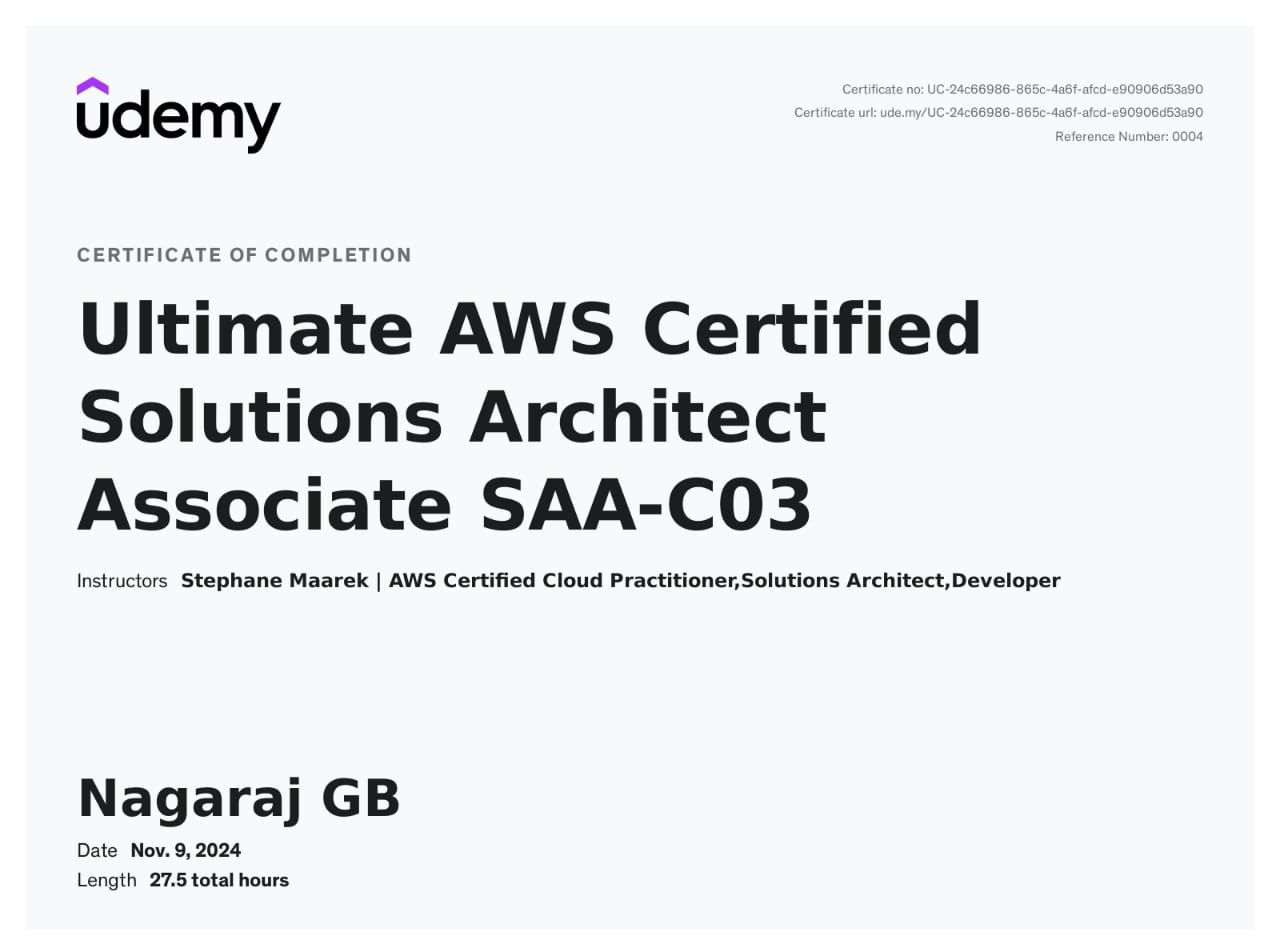 udemy
Certificate no: UC-24c66986-865c-4a6f-afcd-e90906d53a90
Certificate url: ude.my/UC-24c66986-865c-4a6f-afcd-e90906d53a90
Reference Number: 0004
CERTIFICATE OF COMPLETION
Ultimate AWS Certified
Solutions Architect
Associate SAA-C03
Instructors Stephane Maarek | AWS Certified Cloud Practitioner,Solutions Architect,Developer
Nagaraj GB
Date Nov. 9, 2024
Length 27.5 total hours